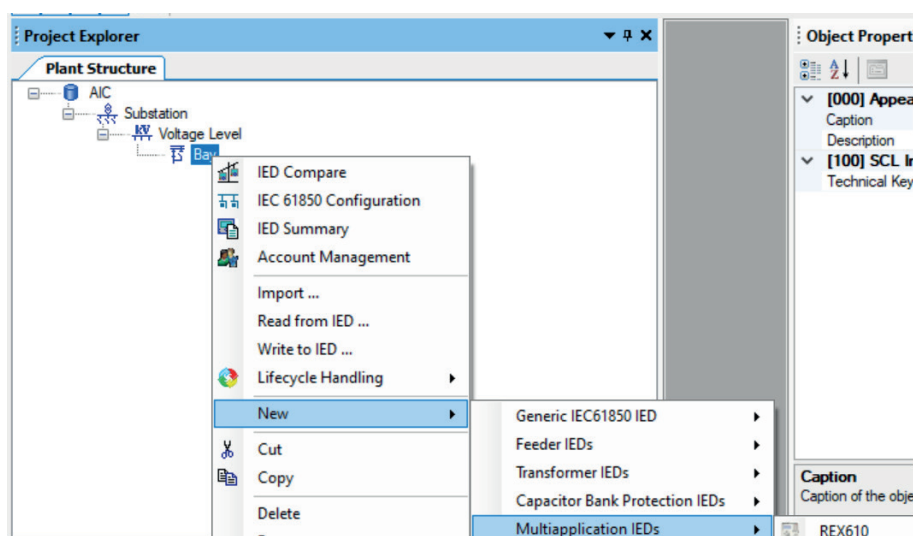 Project Explorer
Object Propert
Plant Structure
AIC
Substation
Voltage Level
Bay
[000] Appea
Caption
Description
[100] SCL In
Technical Key
IED Compare
IEC 61850 Configuration
IED Summary
Account Management
Import ...
Read from IED ...
Write to IED ...
Lifecycle Handling
New
Cut
Copy
Delete
Generic IEC61850 IED
Feeder IEDs
Transformer IEDs
Capacitor Bank Protection IEDs
Multiapplication IEDs
REX610
Caption
Caption of the obje